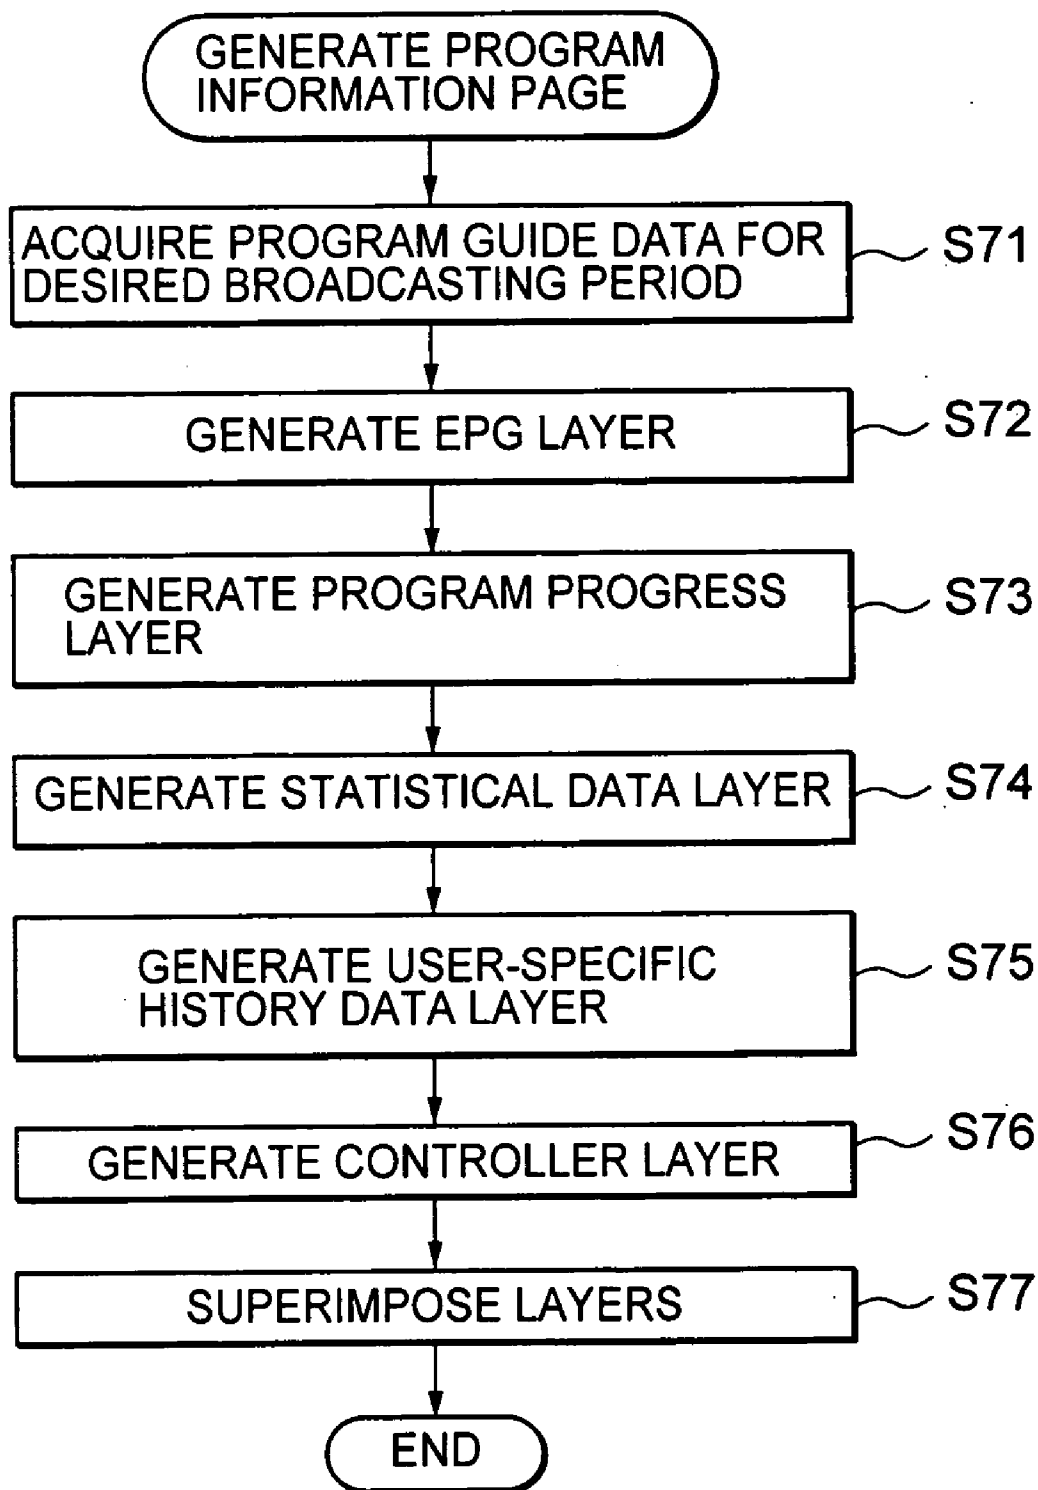 GENERATE PROGRAM
INFORMATION PAGE
ACQUIRE PROGRAM GUIDE DATA FOR
DESIRED BROADCASTING PERIOD
S71
GENERATE EPG LAYER
S72
GENERATE PROGRAM PROGRESS
LAYER
S73
GENERATE STATISTICAL DATA LAYER
S74
GENERATE USER-SPECIFIC
HISTORY DATA LAYER
S75
GENERATE CONTROLLER LAYER
S76
SUPERIMPOSE LAYERS
S77
END